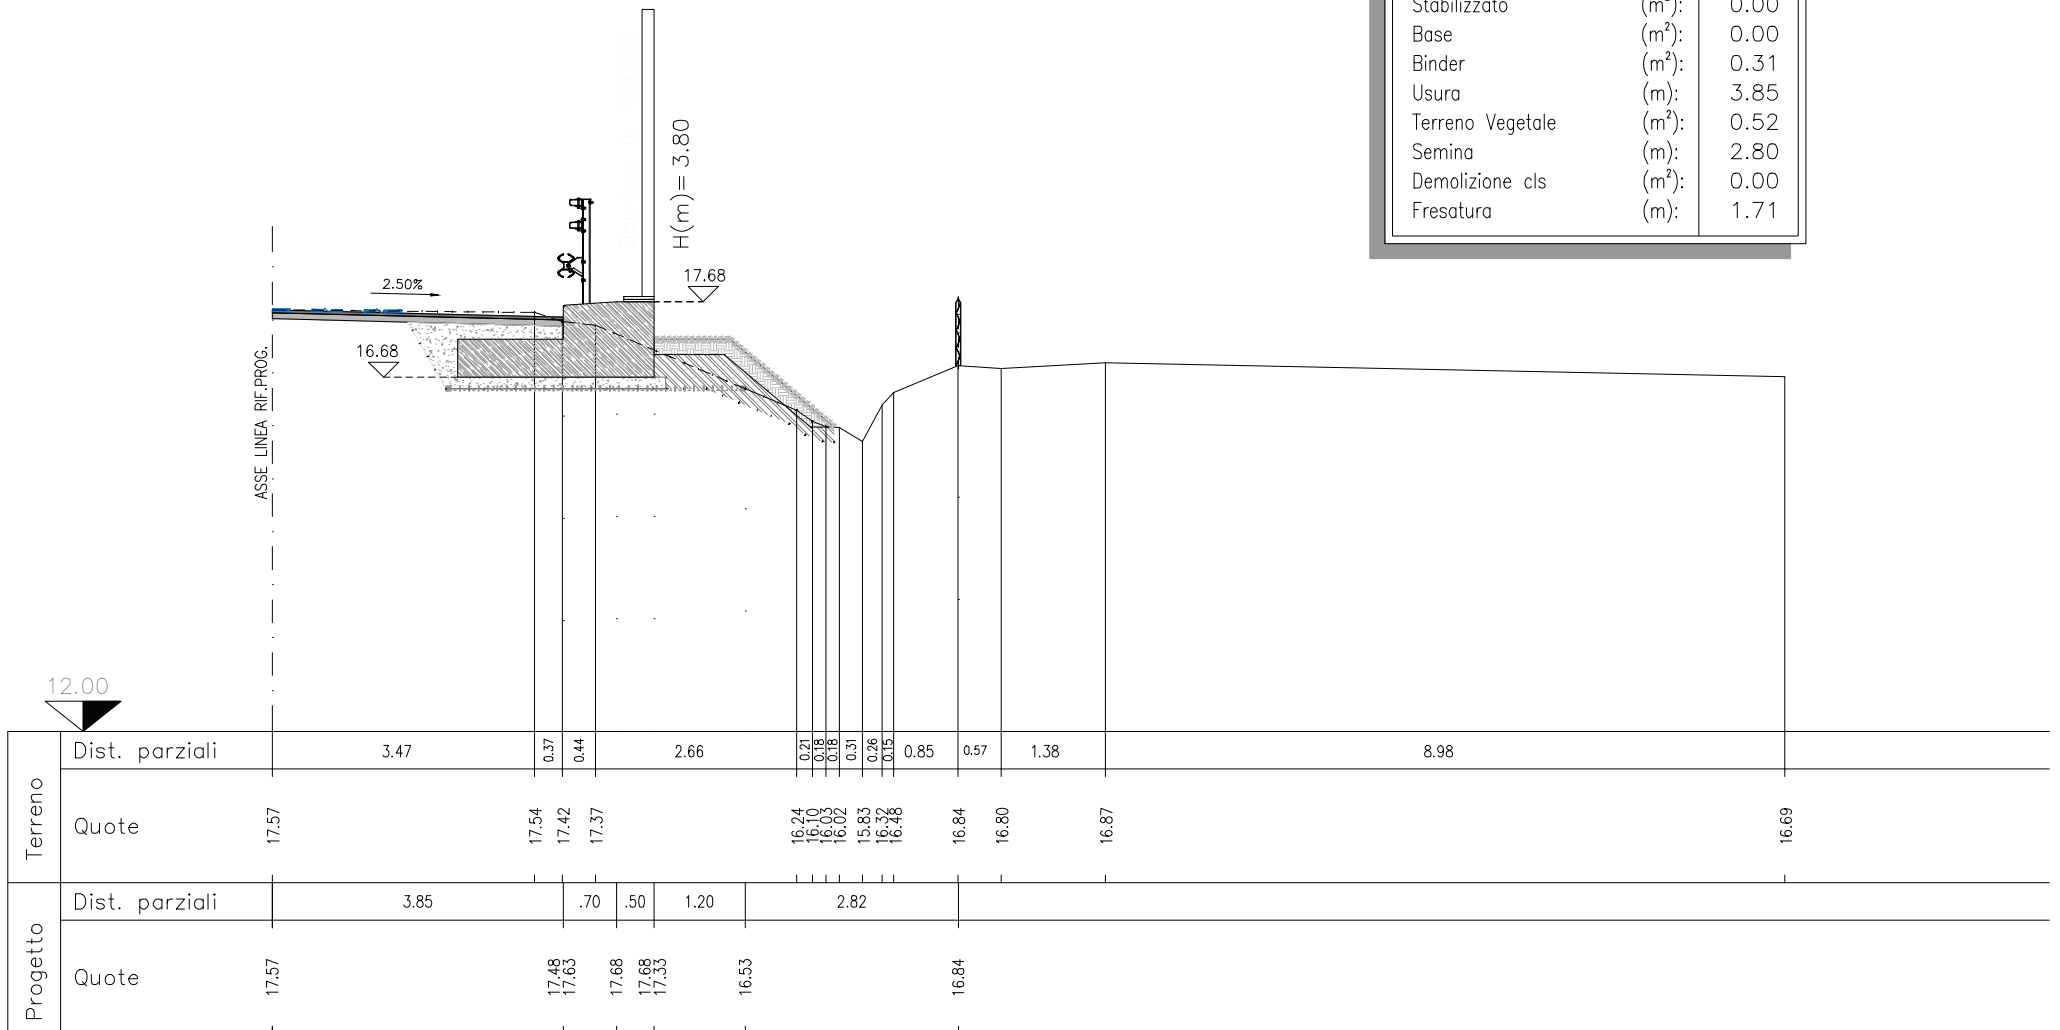 Stabilizzato (m²): 0.00
Base (m²): 0.00
Binder (m²): 0.31
Usura (m): 3.85
Terreno Vegetale (m²): 0.52
Semina (m): 2.80
Demolizione cls (m²): 0.00
Fresatura (m): 1.71
H(m)= 3.80
17.68
2.50%
16.68
ASSE LINEA RIF.PROG.
12.00
Terreno
Dist. parziali 3.47 0.37 0.44 2.66 0.21 0.18 0.18 0.31 0.26 0.15 0.85 0.57 1.38 8.98
Quote 17.57 17.54 17.42 17.37 16.24 16.10 16.03 16.02 15.83 16.32 16.48 16.84 16.80 16.87 16.69
Progetto
Dist. parziali 3.85 .70 .50 1.20 2.82
Quote 17.57 17.48 17.63 17.68 17.68 17.33 16.53 16.84